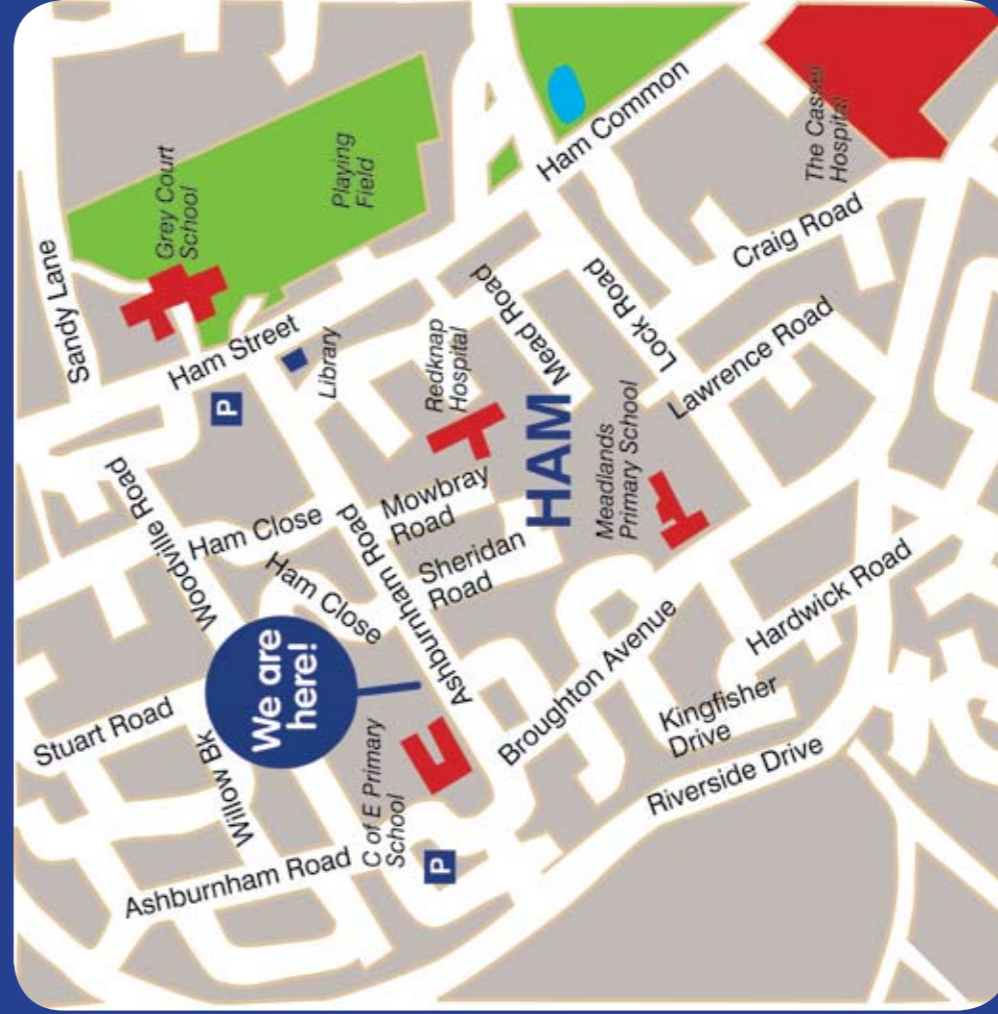 Stuart Road
Sandy Lane
Woodville Road
Ashburnham Road
Willow Bk
Grey Court
School
Ham Street
P
Ham Close
We are
here!
Ham Close
Library
Playing
Field
C of E Primary
School
Ashburnham Road
Mowbray
Road
Redknap
Hospital
P
Sheridan
Road
Mead Road
HAM
Ham Common
Broughton Avenue
Meadlands
Primary School
Lock Road
Kingfisher
Drive
Riverside Drive
Lawrence Road
Craig Road
Hardwick Road
The Cassel
Hospital